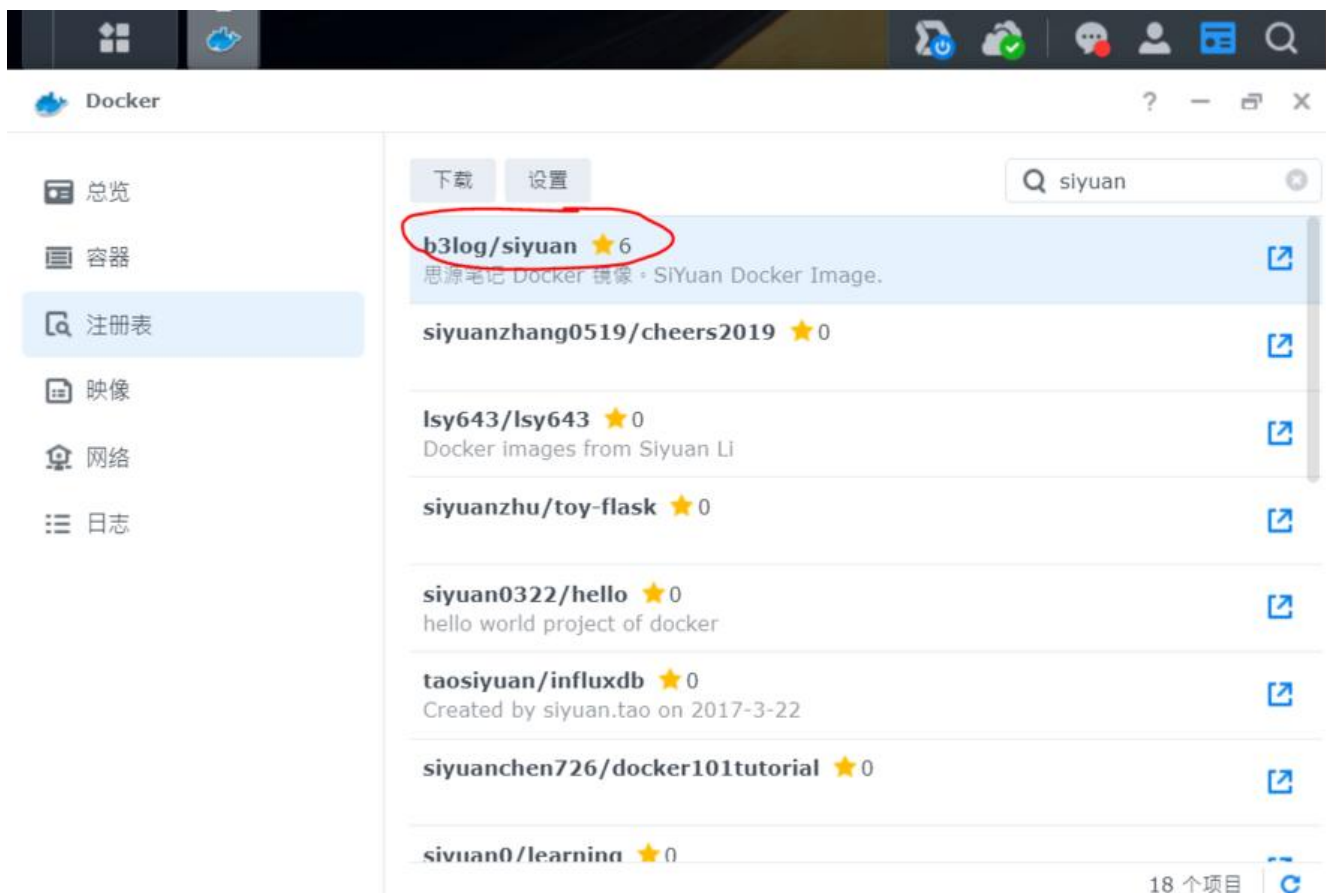 Docker
?
总览
容器
注册表
映像
网络
日志
下载 设置
siyuan
b3log/siyuan 6
思源笔记 Docker 镜像。SiYuan Docker Image.
siyuanzhang0519/cheers2019 0
lsy643/lsy643 0
Docker images from Siyuan Li
siyuanzhu/toy-flask 0
siyuan0322/hello 0
hello world project of docker
taosiyuan/influxdb 0
Created by siyuan.tao on 2017-3-22
siyuanchen726/docker101tutorial 0
siyuan0/learning 0
18 个项目